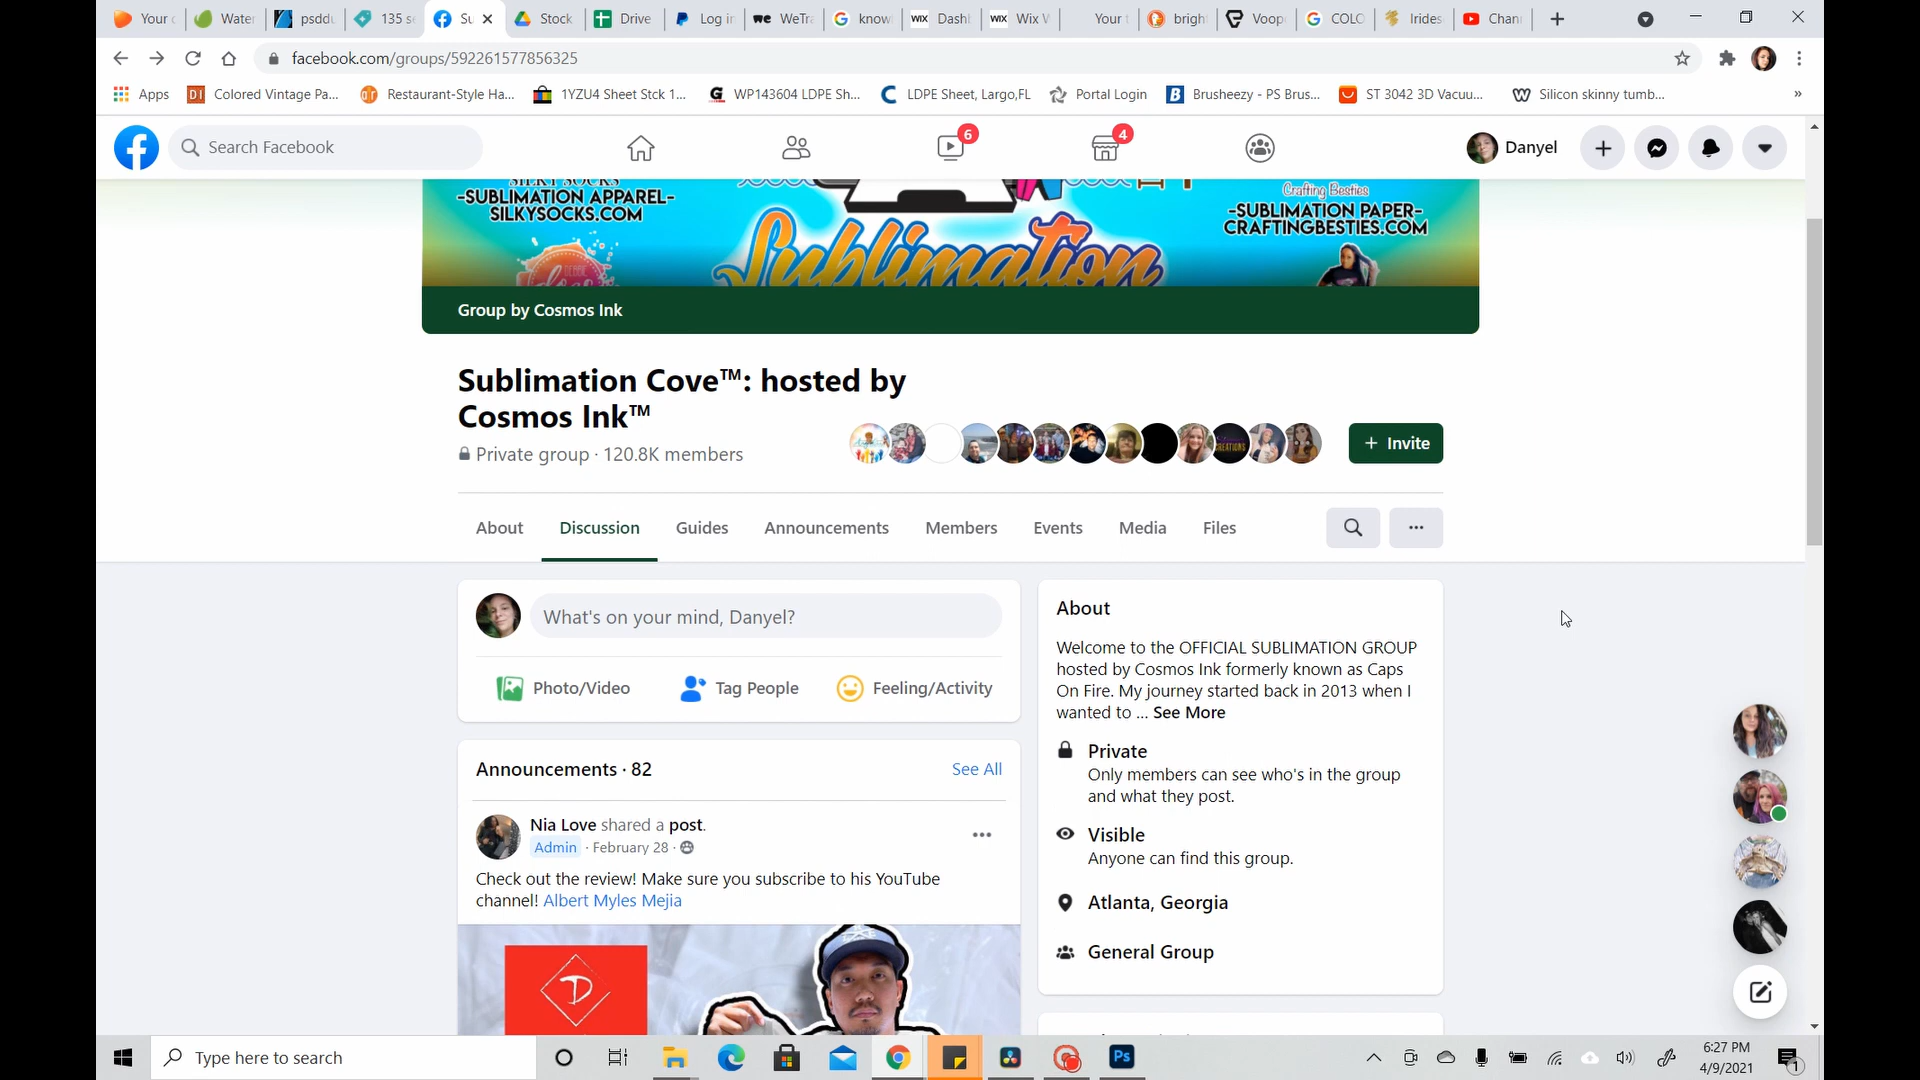 Your
Water
psddu
135 s
Su
Stock
Drive
Log in
WeTra
know
WIX Dash
WIX Wix V
Your
brigh
Voop
COLO
Irides
Chan
facebook.com/groups/592261577856325
Apps
Colored Vintage Pa...
Restaurant-Style Ha...
1YZU4 Sheet Stck 1...
WP143604 LDPE Sh...
LDPE Sheet, Largo,FL
Portal Login
Brusheezy - PS Brus...
ST 3042 3D Vacuu...
Silicon skinny tumb...
»
Search Facebook
6
4
Danyel
SILKY SOCKS
-SUBLIMATION APPAREL-
SILKYSOCKS.COM
Sublimation
Crafting Besties
-SUBLIMATION PAPER-
CRAFTINGBESTIES.COM
Group by Cosmos Ink
Sublimation Cove™: hosted by
Cosmos Ink™
Private group · 120.8K members
+ Invite
About
Discussion
Guides
Announcements
Members
Events
Media
Files
What's on your mind, Danyel?
Photo/Video
Tag People
Feeling/Activity
Announcements · 82
See All
Nia Love shared a post.
Admin · February 28 ·
Check out the review! Make sure you subscribe to his YouTube
channel! Albert Myles Mejia
About
Welcome to the OFFICIAL SUBLIMATION GROUP
hosted by Cosmos Ink formerly known as Caps
On Fire. My journey started back in 2013 when I
wanted to ... See More
Private
Only members can see who's in the group
and what they post.
Visible
Anyone can find this group.
Atlanta, Georgia
General Group
Type here to search
Ps
6:27 PM
4/9/2021
1